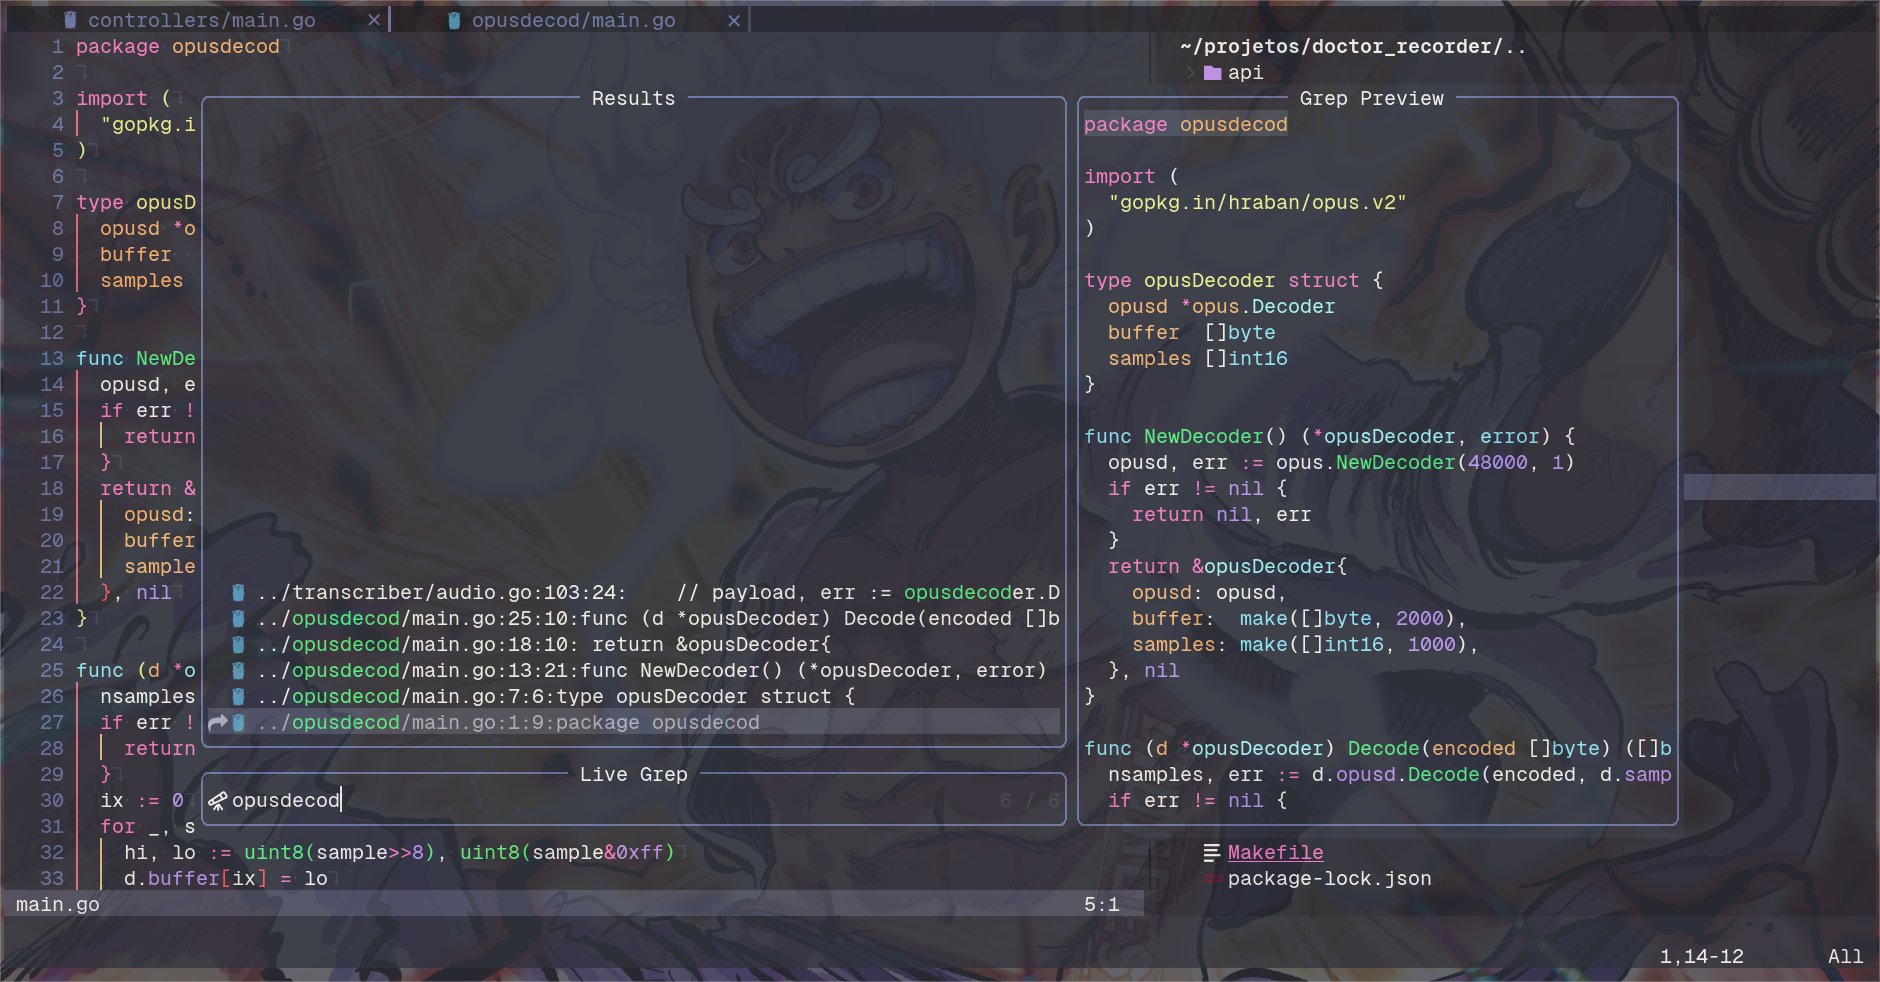 controllers/main.go × opusdecod/main.go ×
1 package opusdecod
2
3 import (
4 "gopkg.i
5 )
6
7 type opusD
8 opusd *o
9 buffer
10 samples
11 }
12
13 func NewDe
14 opusd, e
15 if err !
16 return
17 }
18 return &
19 opusd:
20 buffer
21 sample
22 }, nil
23 }
24
25 func (d *o
26 nsamples
27 if err !
28 return
29 }
30 ix := 0
31 for _, s
32 hi, lo := uint8(sample>>8), uint8(sample&0xff)
33 d.buffer[ix] = lo
main.go 5:1
~/projetos/doctor_recorder/..
> api
Results
../transcriber/audio.go:103:24: // payload, err := opusdecoder.D
../opusdecod/main.go:25:10:func (d *opusDecoder) Decode(encoded []b
../opusdecod/main.go:18:10: return &opusDecoder{
../opusdecod/main.go:13:21:func NewDecoder() (*opusDecoder, error)
../opusdecod/main.go:7:6:type opusDecoder struct {
../opusdecod/main.go:1:9:package opusdecod
Live Grep
opusdecod 6 / 6
Grep Preview
package opusdecod
import (
"gopkg.in/hraban/opus.v2"
)
type opusDecoder struct {
opusd *opus.Decoder
buffer []byte
samples []int16
}
func NewDecoder() (*opusDecoder, error) {
opusd, err := opus.NewDecoder(48000, 1)
if err != nil {
return nil, err
}
return &opusDecoder{
opusd: opusd,
buffer: make([]byte, 2000),
samples: make([]int16, 1000),
}, nil
}
func (d *opusDecoder) Decode(encoded []byte) ([]b
nsamples, err := d.opusd.Decode(encoded, d.samp
if err != nil {
Makefile
package-lock.json
1,14-12 All